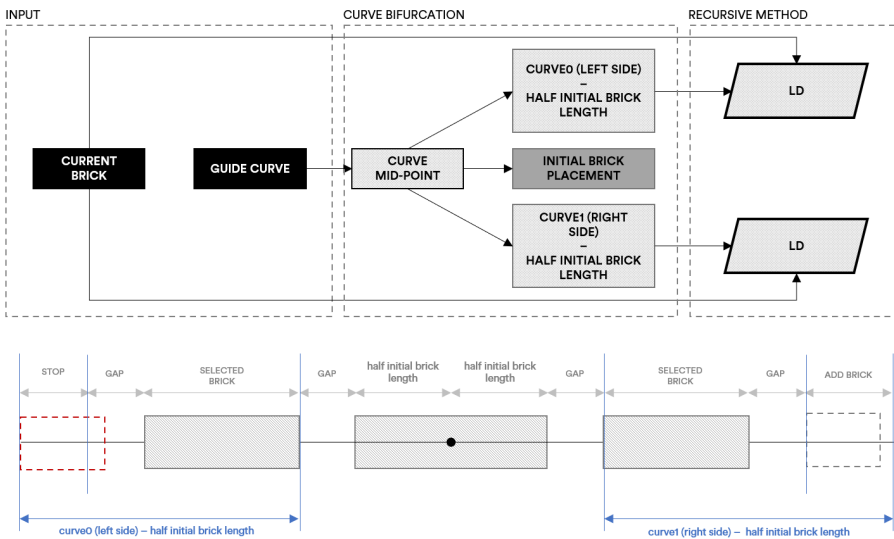 INPUT
CURVE BIFURCATION
RECURSIVE METHOD
CURRENT
BRICK
GUIDE CURVE
CURVE
MID-POINT
CURVE0 (LEFT SIDE)
–
HALF INITIAL BRICK
LENGTH
INITIAL BRICK
PLACEMENT
CURVE1 (RIGHT
SIDE)
–
HALF INITIAL BRICK
LENGTH
LD
LD
STOP
GAP
SELECTED
BRICK
GAP
half initial brick
length
half initial brick
length
GAP
SELECTED
BRICK
GAP
ADD BRICK
curve0 (left side) – half initial brick length
curve1 (right side) – half initial brick length